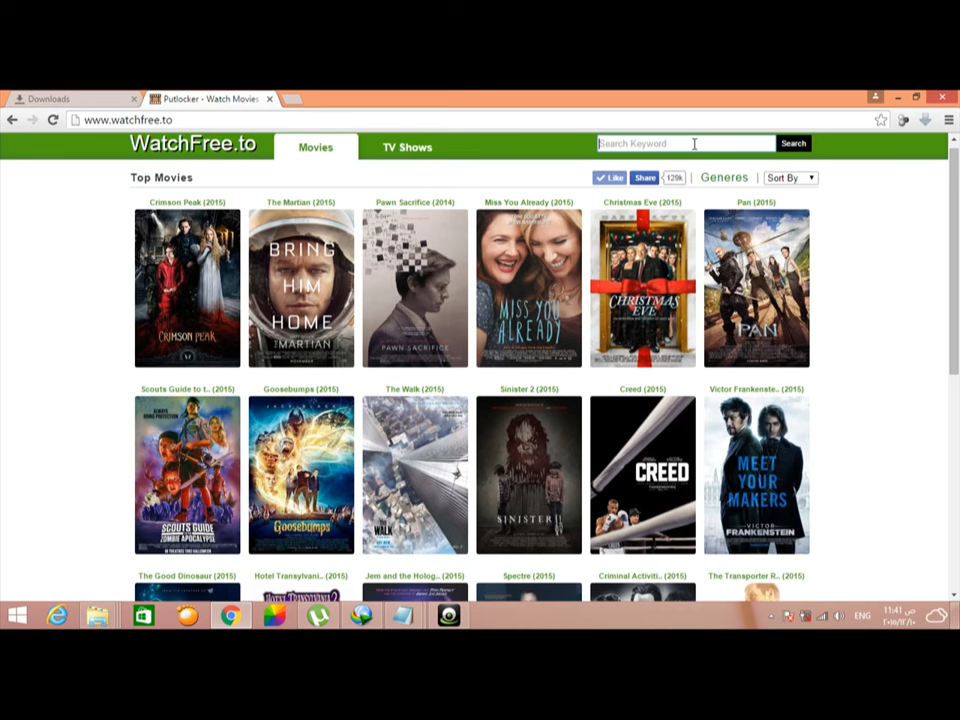 Downloads
Putlocker - Watch Movies
www.watchfree.to
WatchFree.to
Movies
TV Shows
Search Keyword
Search
Top Movies
Like
Share
129k
Generes
Sort By
Crimson Peak (2015)
The Martian (2015)
Pawn Sacrifice (2014)
Miss You Already (2015)
Christmas Eve (2015)
Pan (2015)
CRIMSON PEAK
BRING
HIM
HOME
THE MARTIAN
PAWN SACRIFICE
MISS YOU
ALREADY
CHRISTMAS
EVE
PAN
Scouts Guide to t.. (2015)
Goosebumps (2015)
The Walk (2015)
Sinister 2 (2015)
Creed (2015)
Victor Frankenste.. (2015)
SCOUTS GUIDE
ZOMBIE APOCALYPSE
JACK BLACK
Goosebumps
WALK
SINISTER II
CREED
MEET
YOUR
MAKERS
VICTOR
FRANKENSTEIN
The Good Dinosaur (2015)
Hotel Transylvani.. (2015)
Jem and the Holog.. (2015)
Spectre (2015)
Criminal Activiti.. (2015)
The Transporter R.. (2015)
ENG
11:41 ص